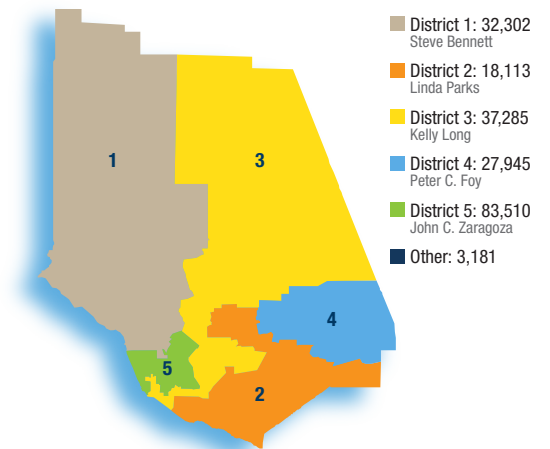 District 1: 32,302
Steve Bennett
District 2: 18,113
Linda Parks
District 3: 37,285
Kelly Long
District 4: 27,945
Peter C. Foy
District 5: 83,510
John C. Zaragoza
Other: 3,181
1
3
4
5
2